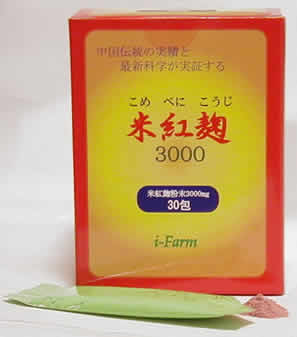 中国伝統の実績と
最新科学が実証する
こめ べに こうじ
米紅麹
3000
米紅麹粉末3000mg
30包
i-Farm